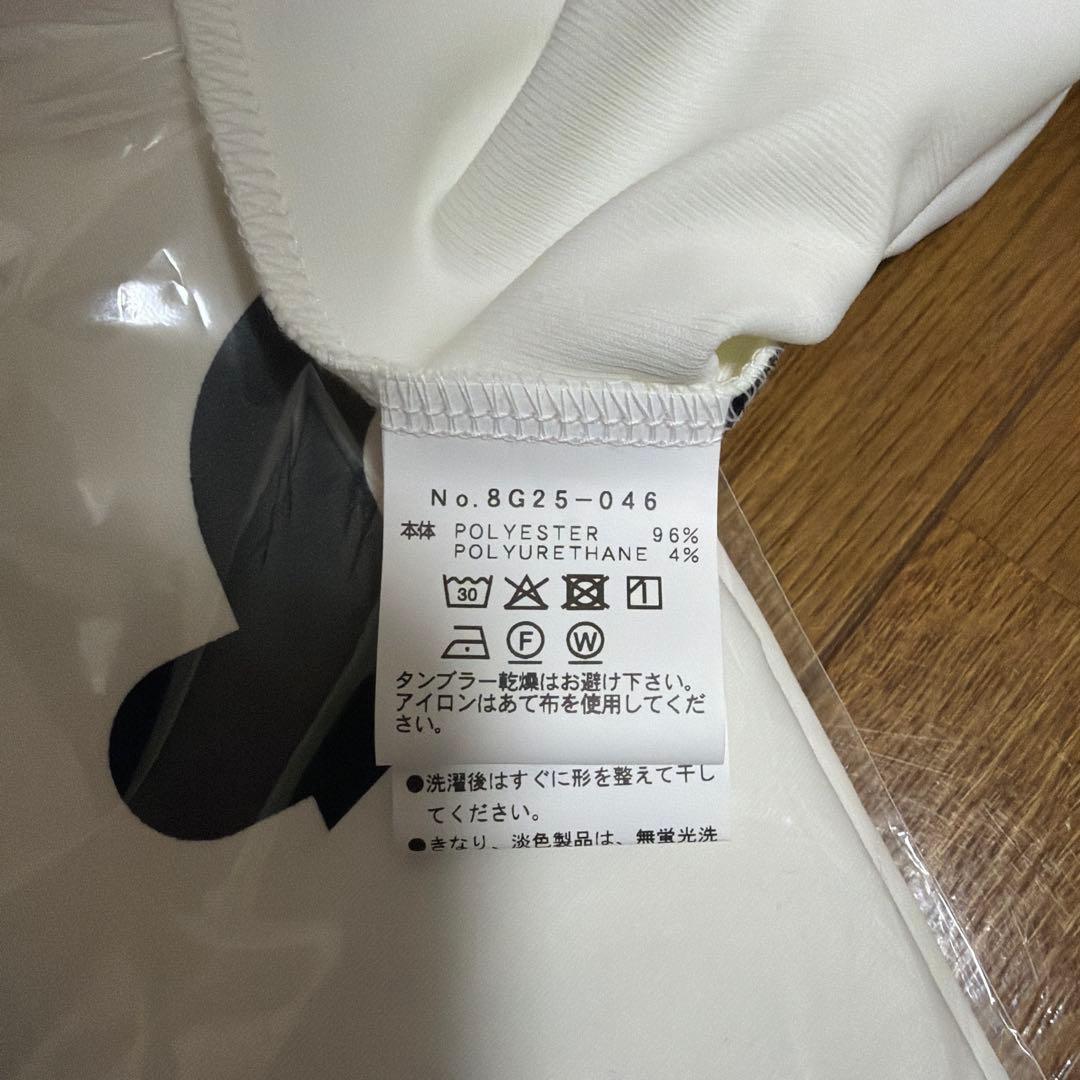 No.8G25-046
本体 POLYESTER 96%
POLYURETHANE 4%
30
F W
タンブラー乾燥はお避け下さい。
アイロンはあて布を使用してくだ
さい。
●洗濯後はすぐに形を整えて干し
てください。
●きなり、淡色製品は、無蛍光洗